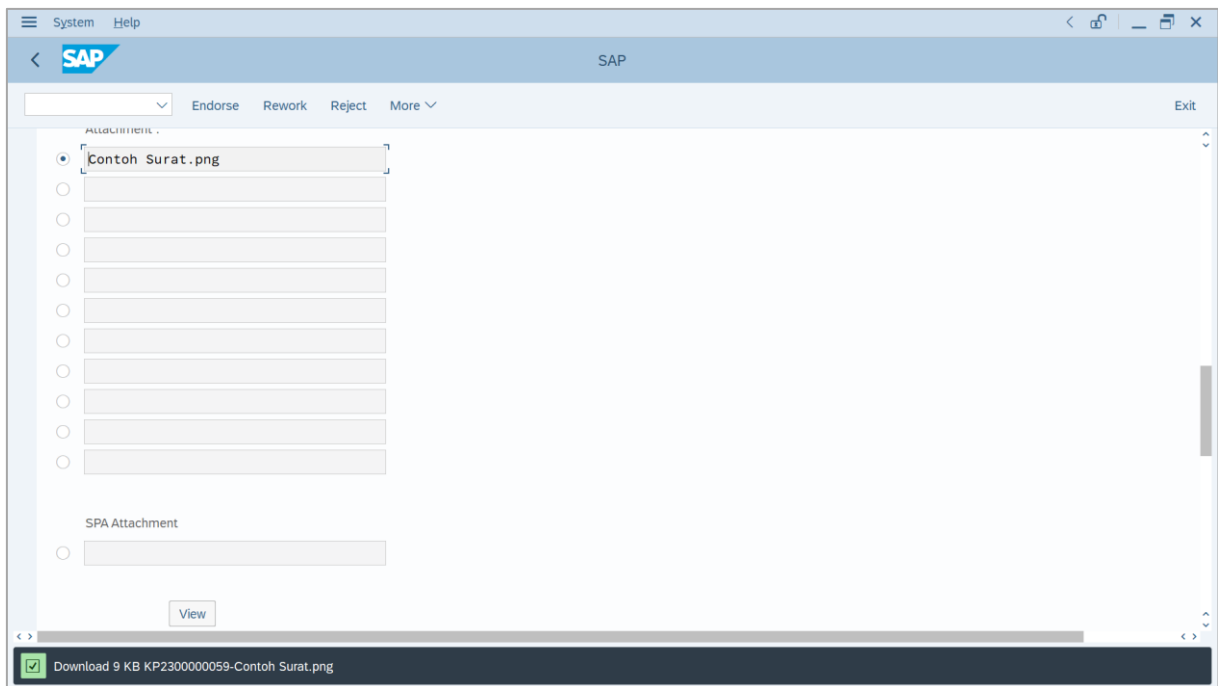 System Help
SAP
SAP
Endorse Rework Reject More Exit
Attachment :
Contoh Surat.png
SPA Attachment
View
Download 9 KB KP2300000059-Contoh Surat.png